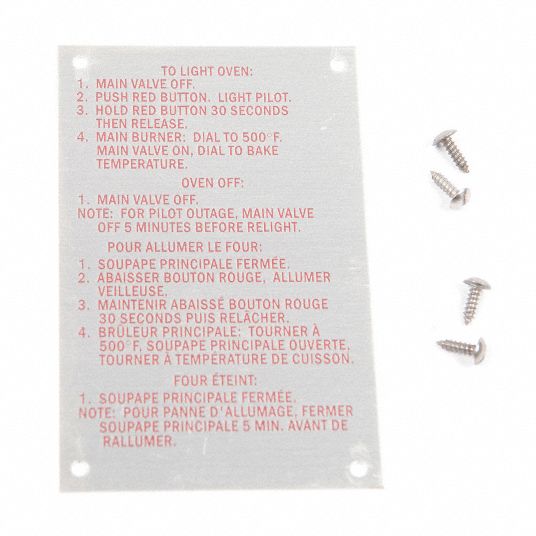 TO LIGHT OVEN:
1. MAIN VALVE OFF.
2. PUSH RED BUTTON. LIGHT PILOT.
3. HOLD RED BUTTON 30 SECONDS
THEN RELEASE.
4. MAIN BURNER: DIAL TO 500°F.
MAIN VALVE ON, DIAL TO BAKE
TEMPERATURE.
OVEN OFF:
1. MAIN VALVE OFF.
NOTE: FOR PILOT OUTAGE, MAIN VALVE
OFF 5 MINUTES BEFORE RELIGHT.
POUR ALLUMER LE FOUR:
1. SOUPAPE PRINCIPALE FERMÉE.
2. ABAISSER BOUTON ROUGE, ALLUMER
VEILLEUSE.
3. MAINTENIR ABAISSÉ BOUTON ROUGE
30 SECONDS PUIS RELÂCHER.
4. BRÛLEUR PRINCIPALE: TOURNER À
500°F, SOUPAPE PRINCIPALE OUVERTE,
TOURNER À TEMPÉRATURE DE CUISSON.
FOUR ÉTEINT:
1. SOUPAPE PRINCIPALE FERMÉE.
NOTE: POUR PANNE D'ALLUMAGE, FERMER
SOUPAPE PRINCIPALE 5 MIN. AVANT DE
RALLUMER.